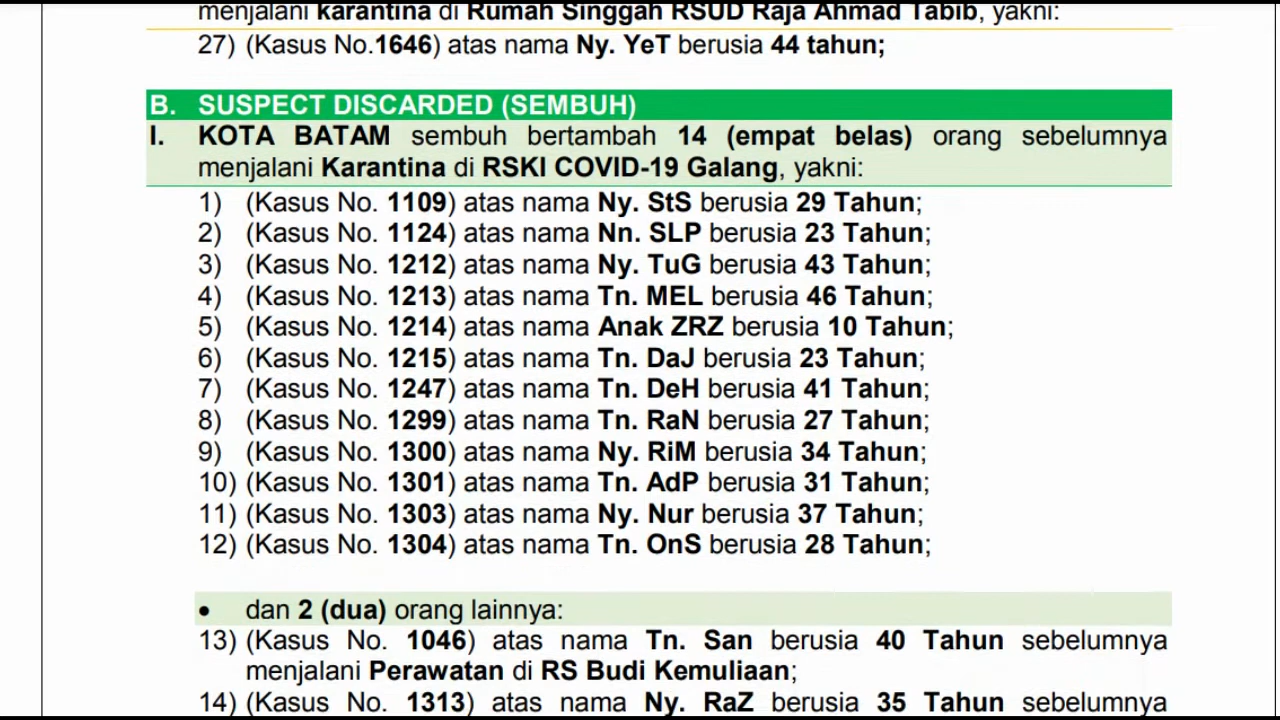 menjalani karantina di Rumah Singgah RSUD Raja Ahmad Tabib, yakni:
27) (Kasus No.1646) atas nama Ny. YeT berusia 44 tahun;
B. SUSPECT DISCARDED (SEMBUH)
I. KOTA BATAM sembuh bertambah 14 (empat belas) orang sebelumnya
menjalani Karantina di RSKI COVID-19 Galang, yakni:
1) (Kasus No. 1109) atas nama Ny. StS berusia 29 Tahun;
2) (Kasus No. 1124) atas nama Nn. SLP berusia 23 Tahun;
3) (Kasus No. 1212) atas nama Ny. TuG berusia 43 Tahun;
4) (Kasus No. 1213) atas nama Tn. MEL berusia 46 Tahun;
5) (Kasus No. 1214) atas nama Anak ZRZ berusia 10 Tahun;
6) (Kasus No. 1215) atas nama Tn. DaJ berusia 23 Tahun;
7) (Kasus No. 1247) atas nama Tn. DeH berusia 41 Tahun;
8) (Kasus No. 1299) atas nama Tn. RaN berusia 27 Tahun;
9) (Kasus No. 1300) atas nama Ny. RiM berusia 34 Tahun;
10) (Kasus No. 1301) atas nama Tn. AdP berusia 31 Tahun;
11) (Kasus No. 1303) atas nama Ny. Nur berusia 37 Tahun;
12) (Kasus No. 1304) atas nama Tn. OnS berusia 28 Tahun;
• dan 2 (dua) orang lainnya:
13) (Kasus No. 1046) atas nama Tn. San berusia 40 Tahun sebelumnya
menjalani Perawatan di RS Budi Kemuliaan;
14) (Kasus No. 1313) atas nama Ny. RaZ berusia 35 Tahun sebelumnya